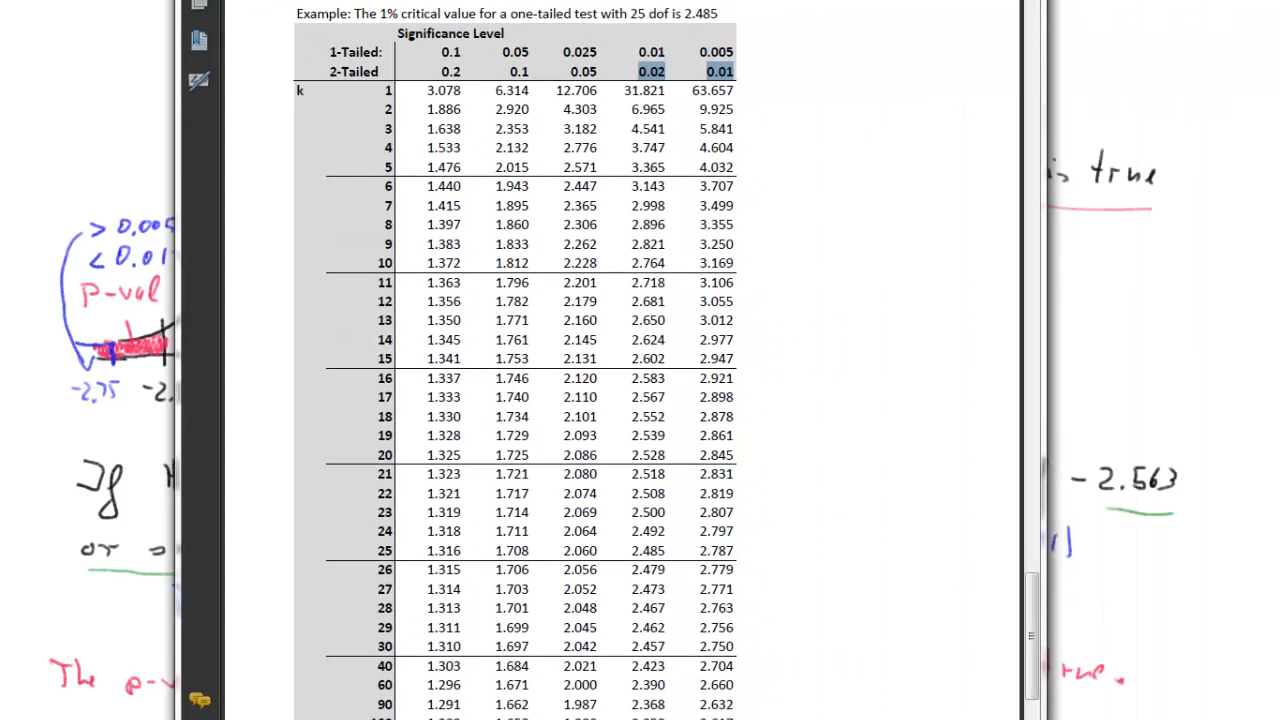 Example: The 1% critical value for a one-tailed test with 25 dof is 2.485
Significance Level
1-Tailed: 0.1 0.05 0.025 0.01 0.005
2-Tailed 0.2 0.1 0.05 0.02 0.01
k 1 3.078 6.314 12.706 31.821 63.657
2 1.886 2.920 4.303 6.965 9.925
3 1.638 2.353 3.182 4.541 5.841
4 1.533 2.132 2.776 3.747 4.604
5 1.476 2.015 2.571 3.365 4.032
6 1.440 1.943 2.447 3.143 3.707
7 1.415 1.895 2.365 2.998 3.499
8 1.397 1.860 2.306 2.896 3.355
9 1.383 1.833 2.262 2.821 3.250
10 1.372 1.812 2.228 2.764 3.169
11 1.363 1.796 2.201 2.718 3.106
12 1.356 1.782 2.179 2.681 3.055
13 1.350 1.771 2.160 2.650 3.012
14 1.345 1.761 2.145 2.624 2.977
15 1.341 1.753 2.131 2.602 2.947
16 1.337 1.746 2.120 2.583 2.921
17 1.333 1.740 2.110 2.567 2.898
18 1.330 1.734 2.101 2.552 2.878
19 1.328 1.729 2.093 2.539 2.861
20 1.325 1.725 2.086 2.528 2.845
21 1.323 1.721 2.080 2.518 2.831
22 1.321 1.717 2.074 2.508 2.819
23 1.319 1.714 2.069 2.500 2.807
24 1.318 1.711 2.064 2.492 2.797
25 1.316 1.708 2.060 2.485 2.787
26 1.315 1.706 2.056 2.479 2.779
27 1.314 1.703 2.052 2.473 2.771
28 1.313 1.701 2.048 2.467 2.763
29 1.311 1.699 2.045 2.462 2.756
30 1.310 1.697 2.042 2.457 2.750
40 1.303 1.684 2.021 2.423 2.704
60 1.296 1.671 2.000 2.390 2.660
90 1.291 1.662 1.987 2.368 2.632
is true
> 0.005
< 0.01
p-val
-2.75 -2.
If
- 2.563
or =
The p-v
true.